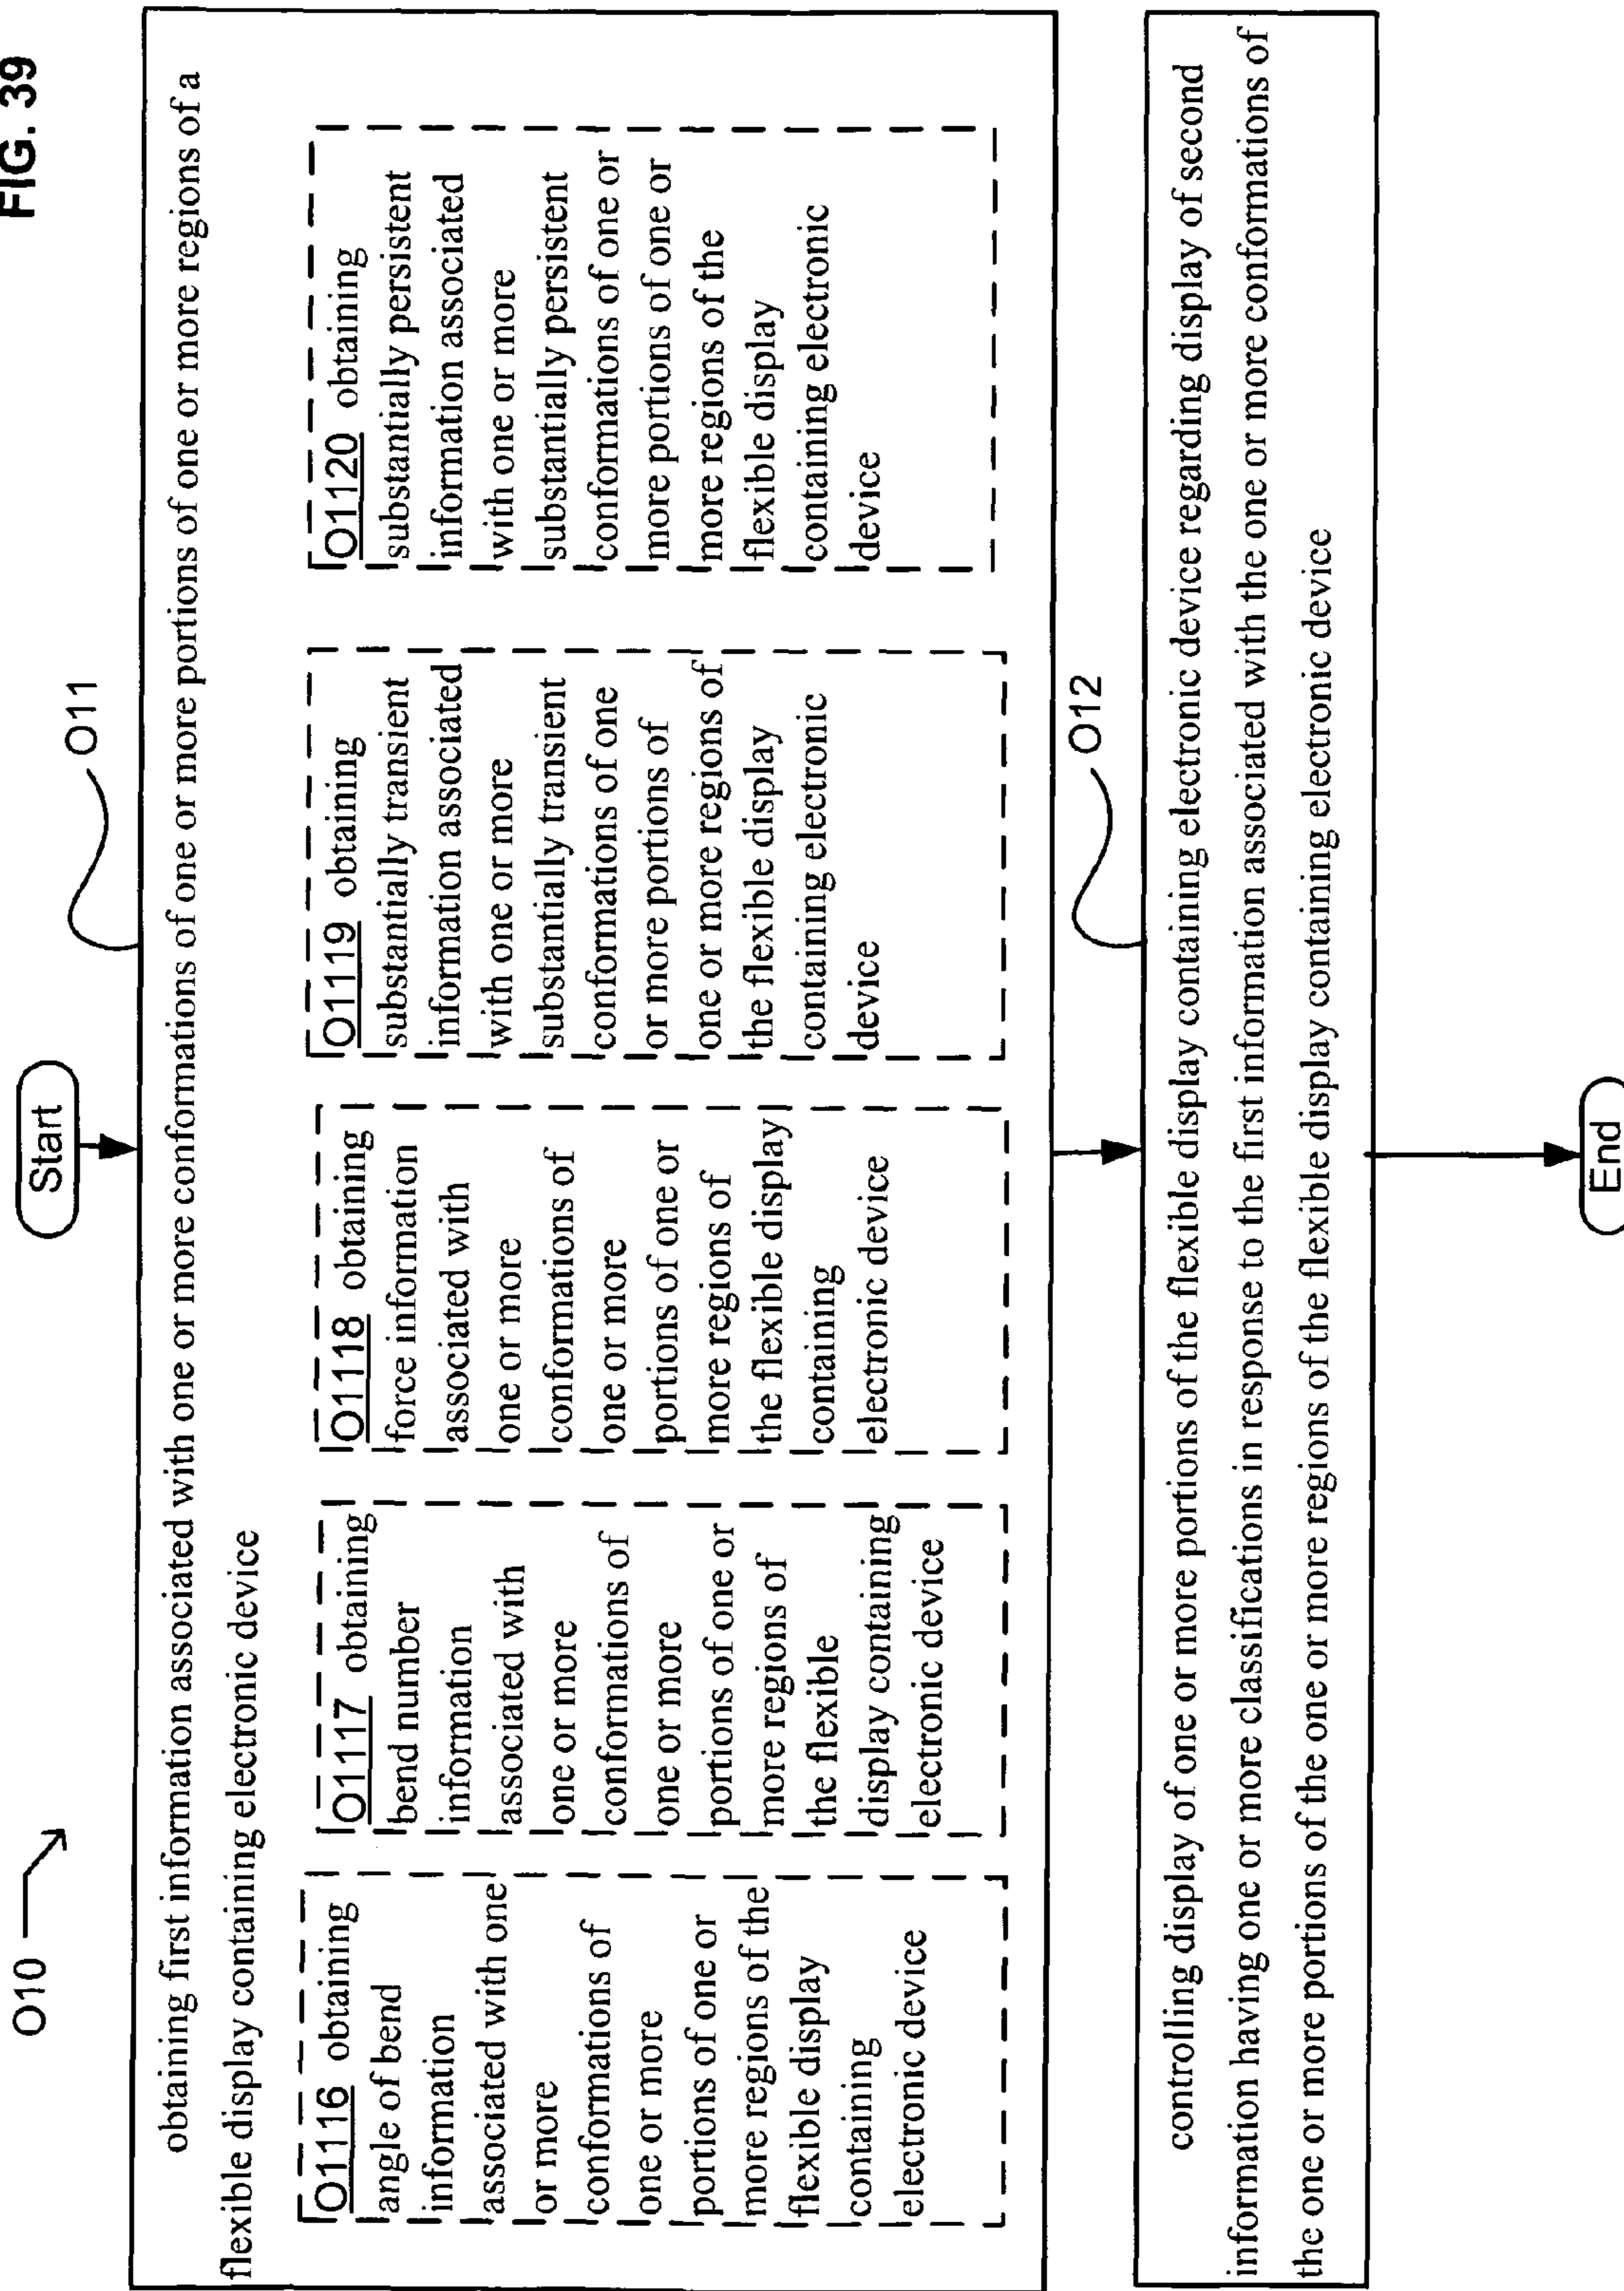 FIG. 39
O10
Start
O11
obtaining first information associated with one or more conformations of one or more portions of one or more regions of a
flexible display containing electronic device
O1116 obtaining
angle of bend
information
associated with one
or more
conformations of
one or more
portions of one or
more regions of the
flexible display
containing
electronic device
O1117 obtaining
bend number
information
associated with
one or more
conformations of
one or more
portions of one or
more regions of
the flexible
display containing
electronic device
O1118 obtaining
force information
associated with
one or more
conformations of
one or more
portions of one or
more regions of
the flexible display
containing
electronic device
O1119 obtaining
substantially transient
information associated
with one or more
substantially transient
conformations of one
or more portions of
one or more regions of
the flexible display
containing electronic
device
O1120 obtaining
substantially persistent
information associated
with one or more
substantially persistent
conformations of one or
more portions of one or
more regions of the
flexible display
containing electronic
device
O12
controlling display of one or more portions of the flexible display containing electronic device regarding display of second
information having one or more classifications in response to the first information associated with the one or more conformations of
the one or more portions of the one or more regions of the flexible display containing electronic device
End